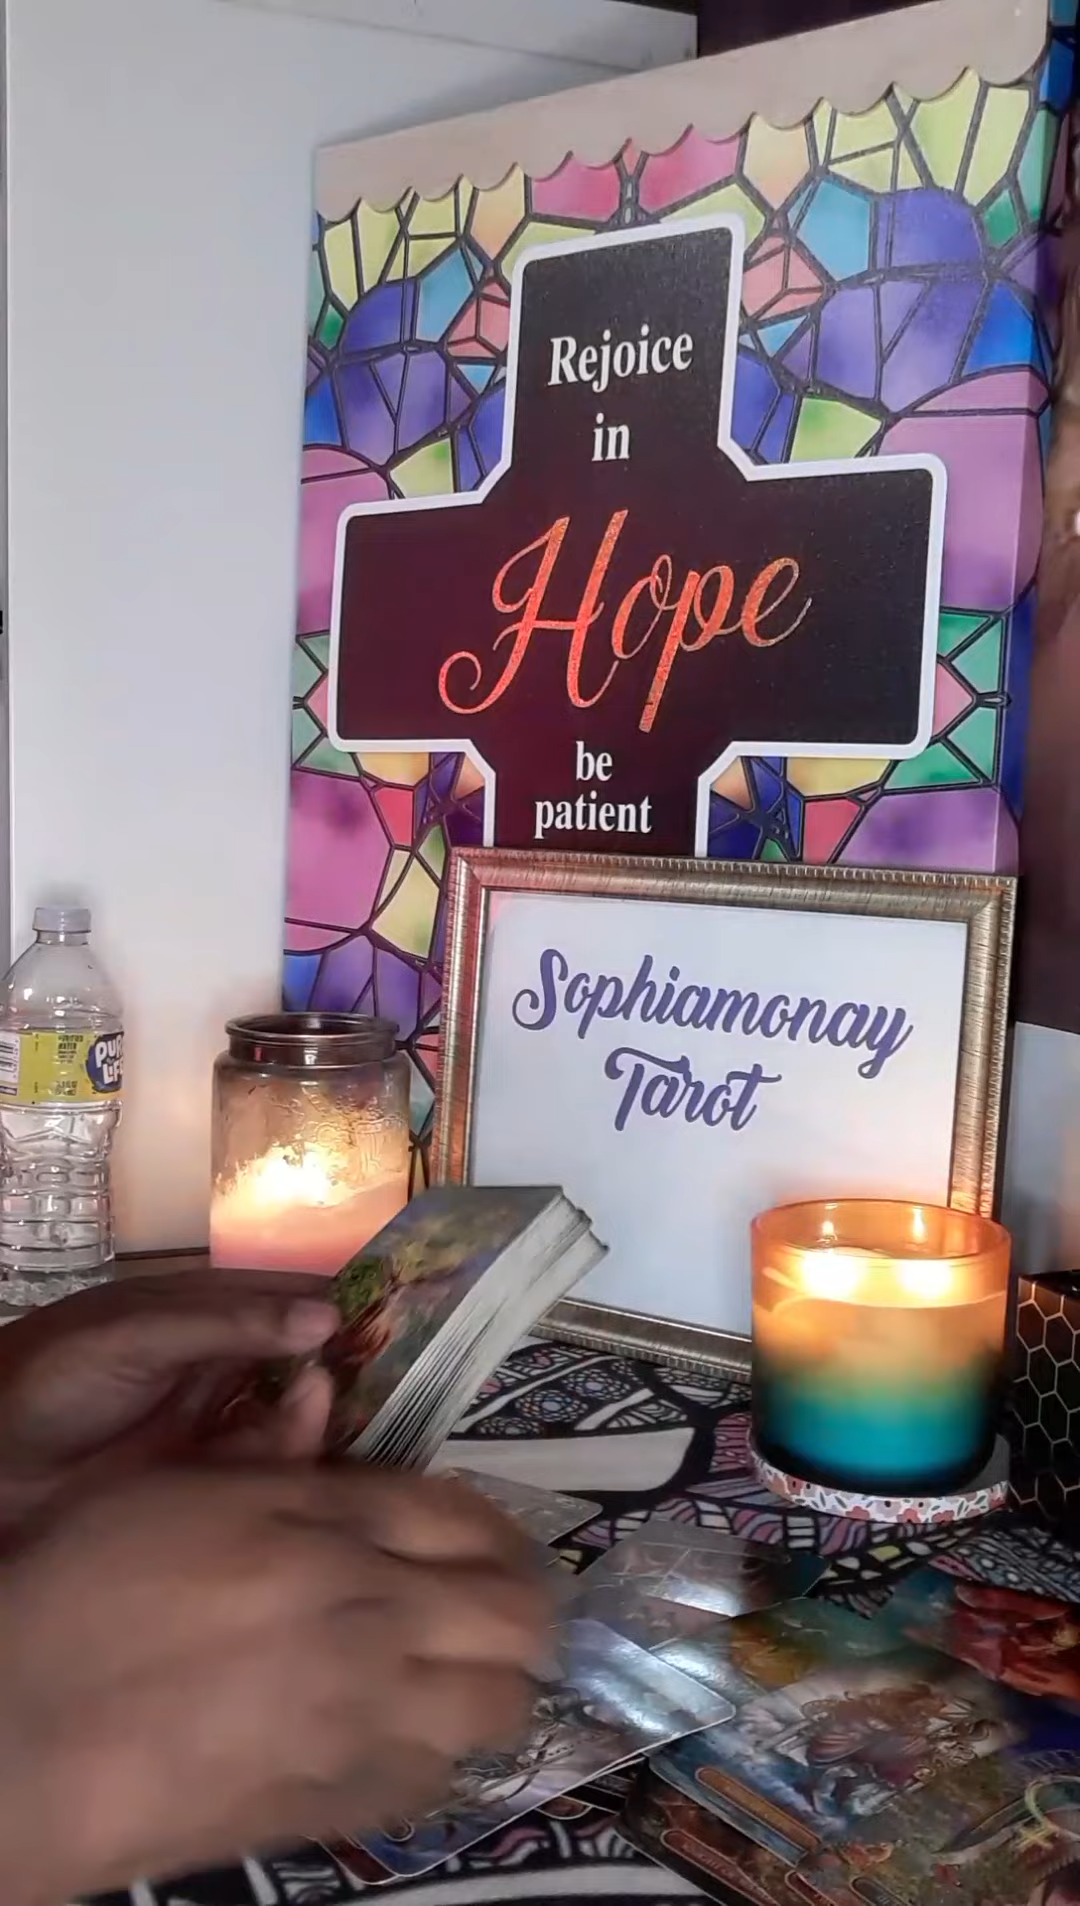 Rejoice
in
Hope
be
patient
Sophiamonay
Tarot
PURE
LIFE